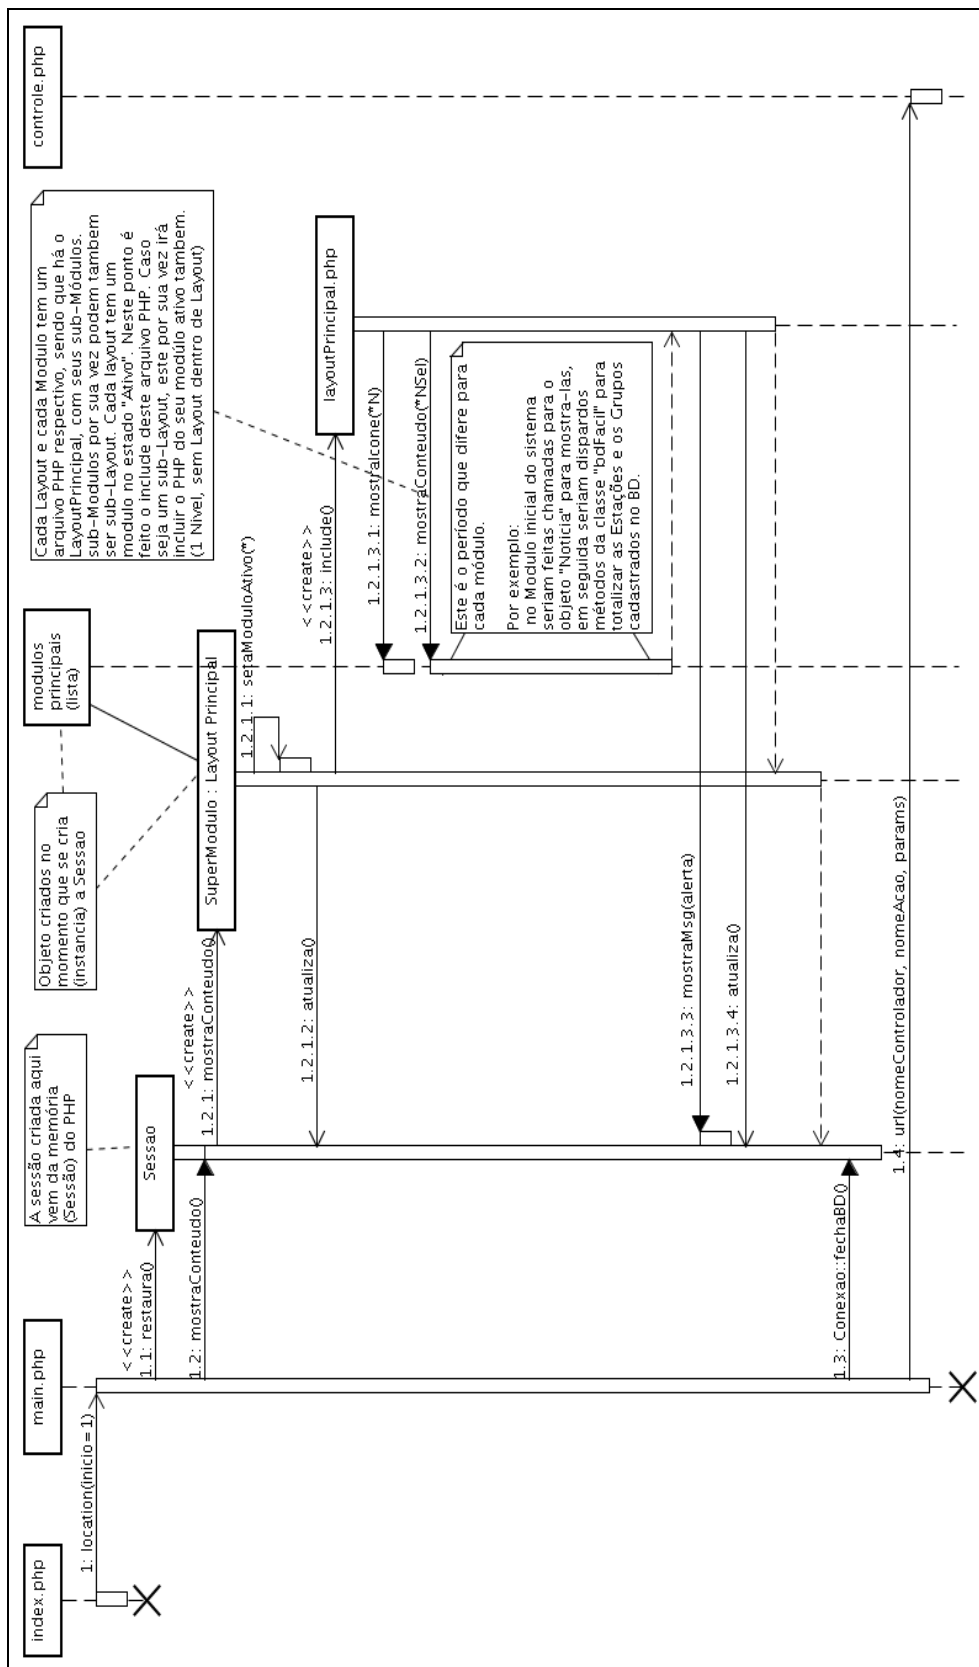 index.php
main.php
A sessão criada aqui
vem da memória
(Sessão) do PHP
Sessao
Objeto criados no
momento que se cria
(instancia) a Sessao
SuperModulo : Layout Principal
modulos
principais
(lista)
Cada Layout e cada Modulo tem um
arquivo PHP respectivo, sendo que há o
LayoutPrincipal, com seus sub-Módulos.
sub-Modulos por sua vez podem tambem
ser sub-Layout. Cada layout tem um
modulo no estado "Ativo". Neste ponto é
feito o include deste arquivo PHP. Caso
seja um sub-Layout, este por sua vez irá
incluir o PHP do seu modúlo ativo tambem.
(1 Nivel, sem Layout dentro de Layout)
layoutPrincipal.php
controle.php
1: location(inicio = 1)
<<create>>
1.1: restaura()
1.2: mostraConteudo()
<<create>>
1.2.1: mostraConteudo()
1.2.1.1: setaModuloAtivo(*)
1.2.1.2: atualiza()
<<create>>
1.2.1.3: include()
1.2.1.3.1: mostraIcone(*N)
1.2.1.3.2: mostraConteudo(*NSel)
Este é o período que difere para
cada módulo.
Por exemplo:
no Modulo inicial do sistema
seriam feitas chamadas para o
objeto "Noticia" para mostra-las,
em seguida seriam dispardos
métodos da classe "bdFacil" para
totalizar as Estações e os Grupos
cadastrados no BD.
1.2.1.3.3: mostraMsg(alerta)
1.2.1.3.4: atualiza()
1.3: Conexao::fechaBD()
1.4: url(nomeControlador, nomeAcao, params)